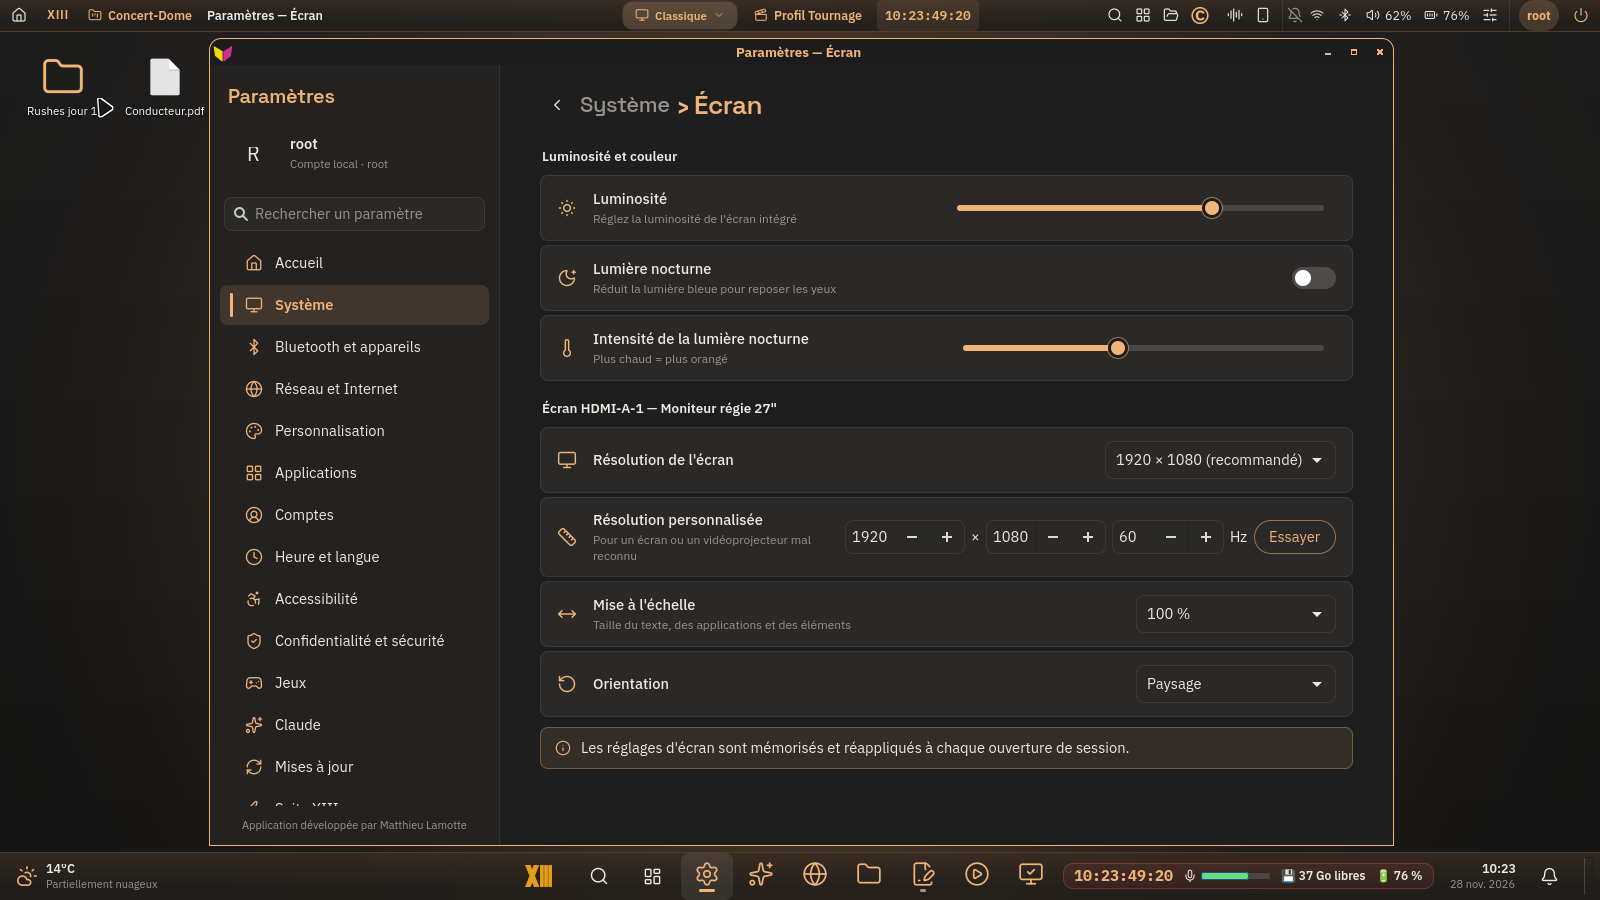 XIII Concert-Dome Paramètres — Écran Classique Profil Tournage 10:23:49:20 62% 76% root
Rushes jour 1
Conducteur.pdf
Paramètres — Écran
Paramètres
R
root
Compte local · root
Rechercher un paramètre
Accueil
Système
Bluetooth et appareils
Réseau et Internet
Personnalisation
Applications
Comptes
Heure et langue
Accessibilité
Confidentialité et sécurité
Jeux
Claude
Mises à jour
Application développée par Matthieu Lamotte
Système > Écran
Luminosité et couleur
Luminosité
Réglez la luminosité de l'écran intégré
Lumière nocturne
Réduit la lumière bleue pour reposer les yeux
Intensité de la lumière nocturne
Plus chaud = plus orangé
Écran HDMI-A-1 — Moniteur régie 27"
Résolution de l'écran
1920 × 1080 (recommandé)
Résolution personnalisée
Pour un écran ou un vidéoprojecteur mal
reconnu
1920 − + × 1080 − + 60 − + Hz Essayer
Mise à l'échelle
Taille du texte, des applications et des éléments
100 %
Orientation
Paysage
Les réglages d'écran sont mémorisés et réappliqués à chaque ouverture de session.
14°C
Partiellement nuageux
XIII
10:23:49:20 37 Go libres 76 %
10:23
28 nov. 2026